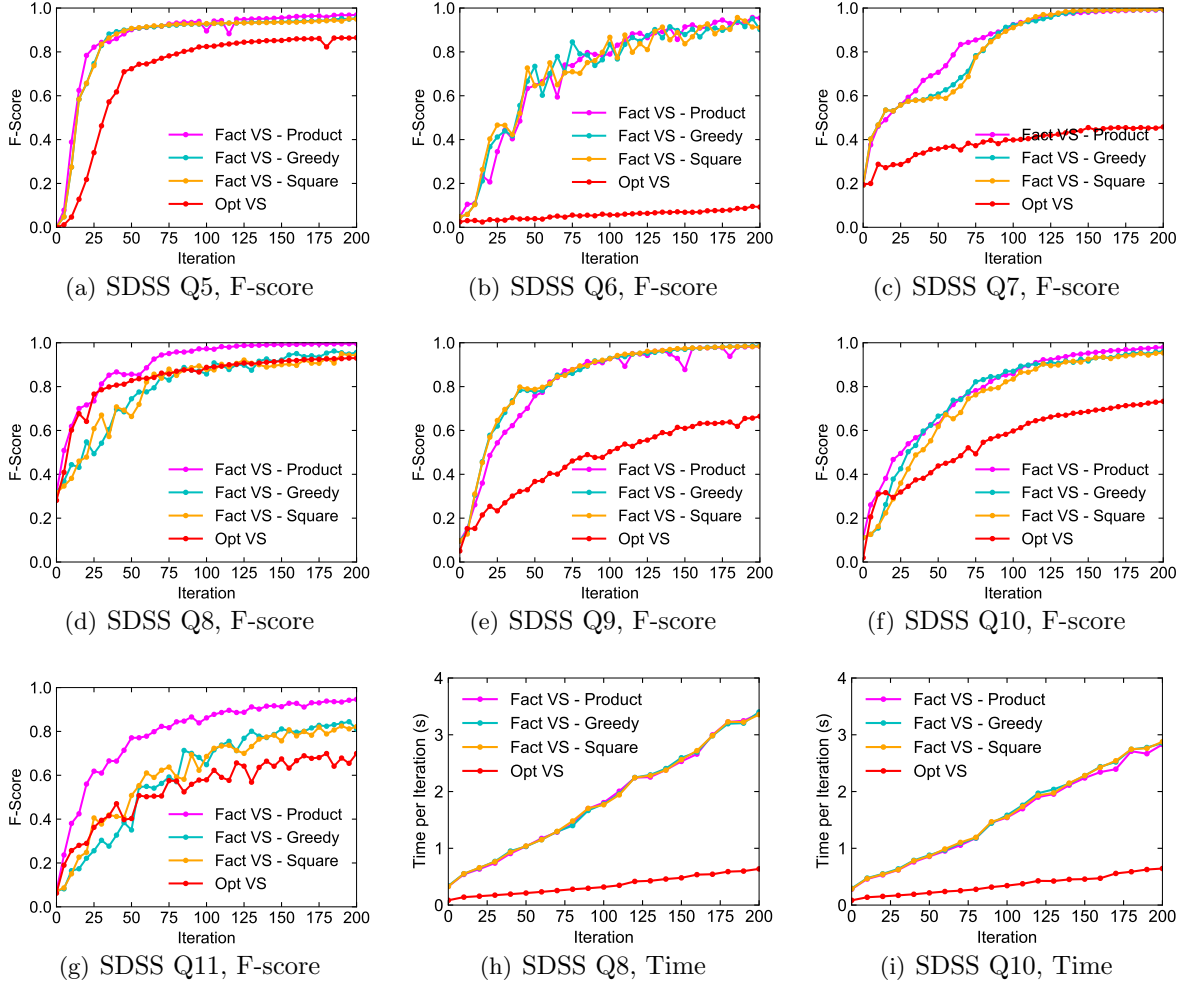 F-Score
1.0
0.8
0.6
0.4
0.2
0.0
Fact VS - Product
Fact VS - Greedy
Fact VS - Square
Opt VS
0 25 50 75 100 125 150 175 200
Iteration
(a) SDSS Q5, F-score
F-Score
1.0
0.8
0.6
0.4
0.2
0.0
Fact VS - Product
Fact VS - Greedy
Fact VS - Square
Opt VS
0 25 50 75 100 125 150 175 200
Iteration
(b) SDSS Q6, F-score
F-Score
1.0
0.8
0.6
0.4
0.2
0.0
Fact VS - Product
Fact VS - Greedy
Fact VS - Square
Opt VS
0 25 50 75 100 125 150 175 200
Iteration
(c) SDSS Q7, F-score
F-Score
1.0
0.8
0.6
0.4
0.2
0.0
Fact VS - Product
Fact VS - Greedy
Fact VS - Square
Opt VS
0 25 50 75 100 125 150 175 200
Iteration
(d) SDSS Q8, F-score
F-Score
1.0
0.8
0.6
0.4
0.2
0.0
Fact VS - Product
Fact VS - Greedy
Fact VS - Square
Opt VS
0 25 50 75 100 125 150 175 200
Iteration
(e) SDSS Q9, F-score
F-Score
1.0
0.8
0.6
0.4
0.2
0.0
Fact VS - Product
Fact VS - Greedy
Fact VS - Square
Opt VS
0 25 50 75 100 125 150 175 200
Iteration
(f) SDSS Q10, F-score
F-Score
1.0
0.8
0.6
0.4
0.2
0.0
Fact VS - Product
Fact VS - Greedy
Fact VS - Square
Opt VS
0 25 50 75 100 125 150 175 200
Iteration
(g) SDSS Q11, F-score
Time per Iteration (s)
4
3
2
1
0
Fact VS - Product
Fact VS - Greedy
Fact VS - Square
Opt VS
0 25 50 75 100 125 150 175 200
Iteration
(h) SDSS Q8, Time
Time per Iteration (s)
4
3
2
1
0
Fact VS - Product
Fact VS - Greedy
Fact VS - Square
Opt VS
0 25 50 75 100 125 150 175 200
Iteration
(i) SDSS Q10, Time